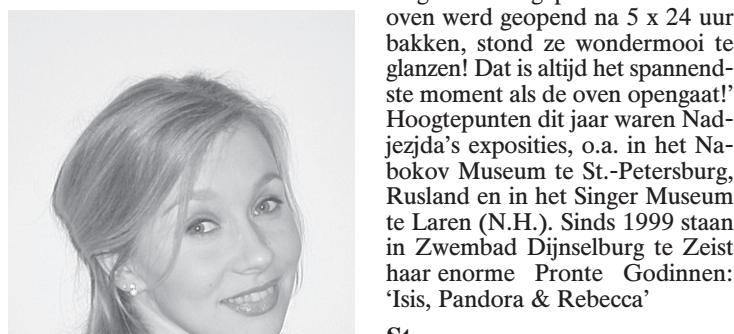 oven werd geopend na 5 x 24 uur
bakken, stond ze wondermooi te
glanzen! Dat is altijd het spannend-
ste moment als de oven opengaat!’
Hoogtepunten dit jaar waren Nad-
jezjda’s exposities, o.a. in het Na-
bokov Museum te St.-Petersburg,
Rusland en in het Singer Museum
te Laren (N.H.). Sinds 1999 staan
in Zwembad Dijnselburg te Zeist
haar enorme Pronte Godinnen:
‘Isis, Pandora & Rebecca’